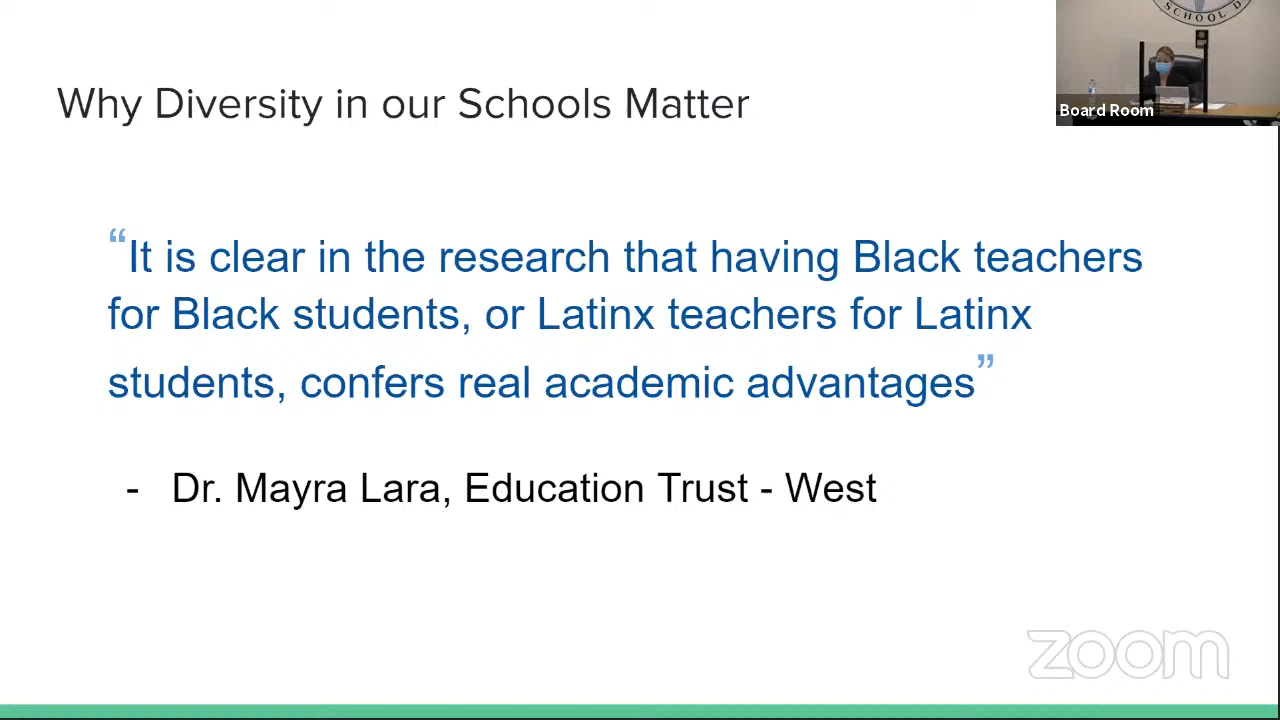 SCHOOL D
Board Room
Why Diversity in our Schools Matter
“It is clear in the research that having Black teachers
for Black students, or Latinx teachers for Latinx
students, confers real academic advantages”
- Dr. Mayra Lara, Education Trust - West
zoom